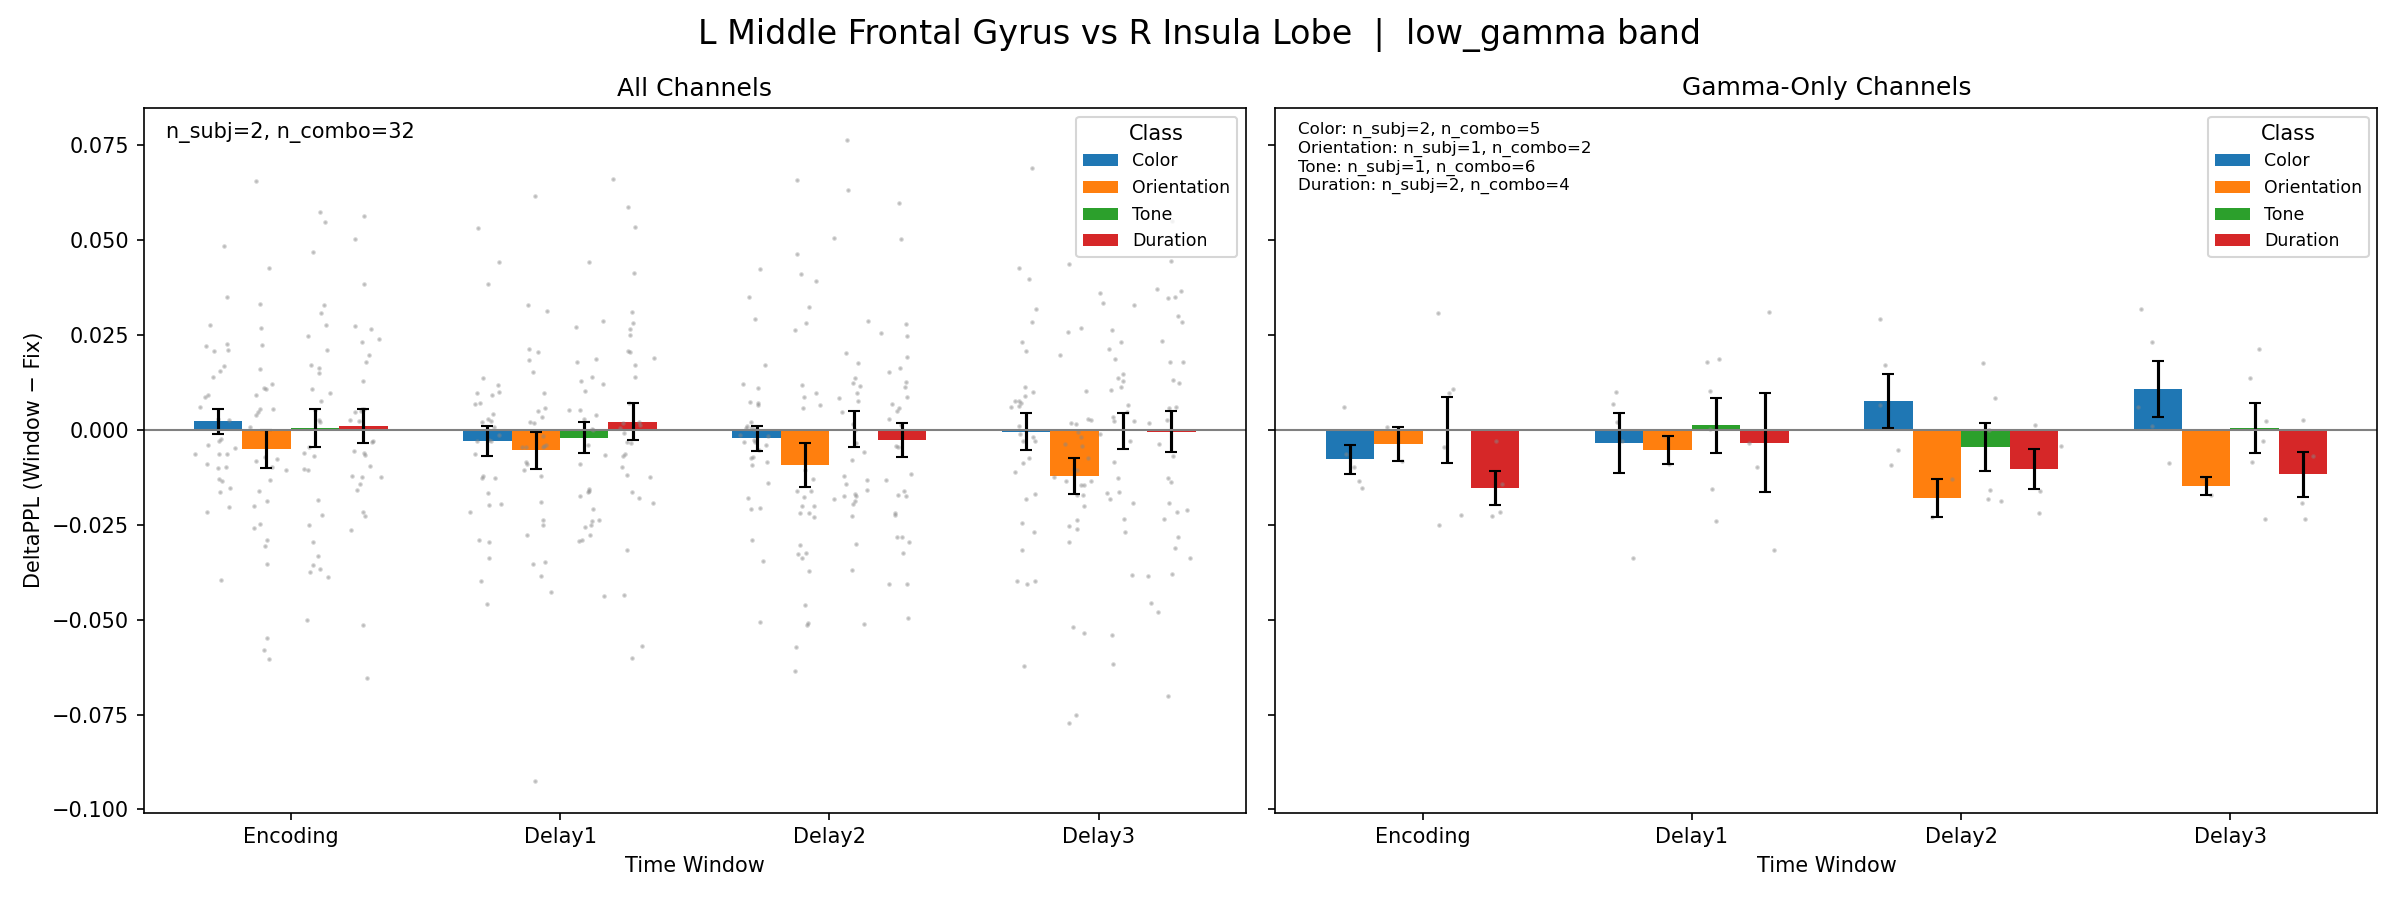 L Middle Frontal Gyrus vs R Insula Lobe | low_gamma band
All Channels
n_subj=2, n_combo=32
Class
Color
Orientation
Tone
Duration
DeltaPPL (Window − Fix)
0.075
0.050
0.025
0.000
−0.025
−0.050
−0.075
−0.100
Encoding
Delay1
Delay2
Delay3
Time Window
Gamma-Only Channels
Color: n_subj=2, n_combo=5
Orientation: n_subj=1, n_combo=2
Tone: n_subj=1, n_combo=6
Duration: n_subj=2, n_combo=4
Class
Color
Orientation
Tone
Duration
Encoding
Delay1
Delay2
Delay3
Time Window